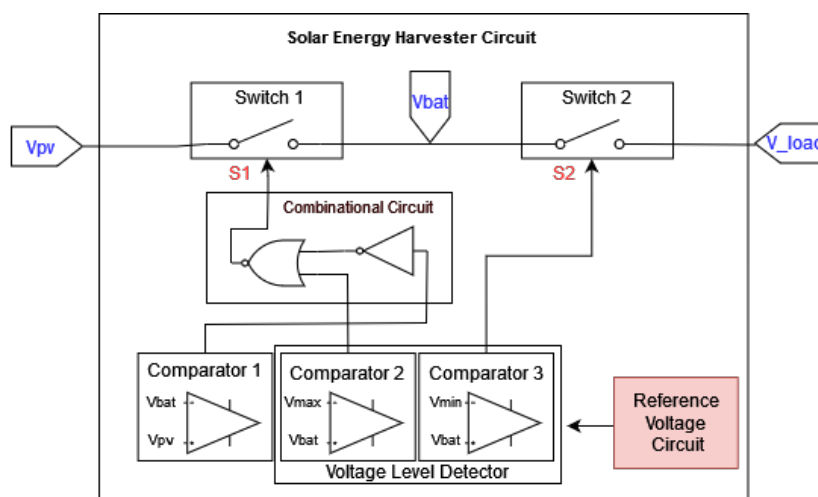 Solar Energy Harvester Circuit
Switch 1
Vbat
Switch 2
Vpv
V_load
S1
S2
Combinational Circuit
Comparator 1
Vbat
Vpv
Comparator 2
Vmax
Vbat
Comparator 3
Vmin
Vbat
Voltage Level Detector
Reference
Voltage
Circuit